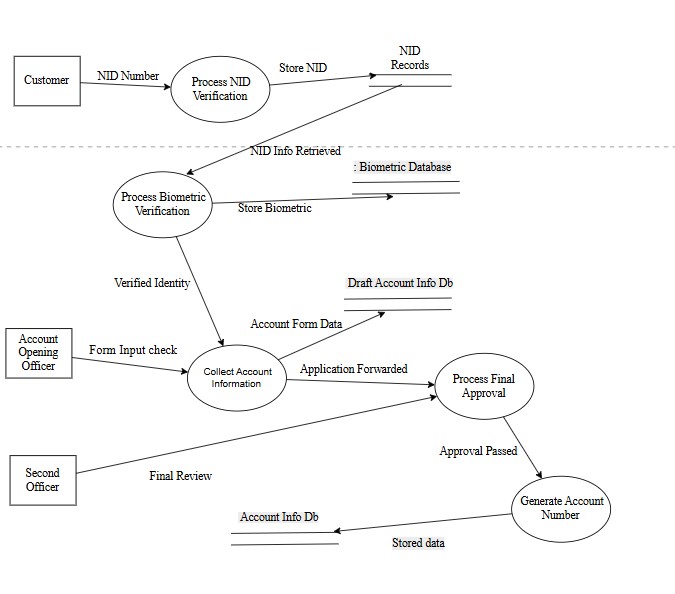 NID
Records
Customer
NID Number
Process NID
Verification
Store NID
NID Info Retrieved
: Biometric Database
Process Biometric
Verification
Store Biometric
Verified Identity
Draft Account Info Db
Account Form Data
Account
Opening
Officer
Form Input check
Collect Account
Information
Application Forwarded
Process Final
Approval
Second
Officer
Final Review
Approval Passed
Generate Account
Number
Account Info Db
Stored data